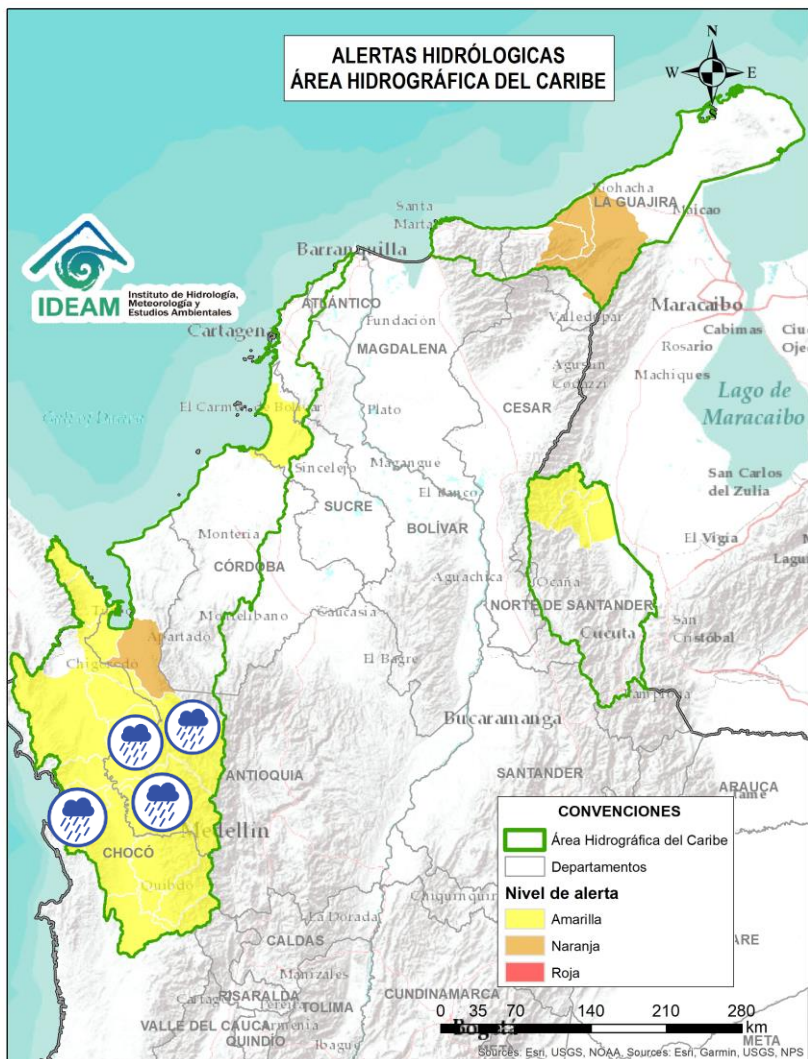 ALERTAS HIDRÓLOGICAS
ÁREA HIDROGRÁFICA DEL CARIBE
N
W
E
S
IDEAM
Instituto de Hidrología,
Meteorología y
Estudios Ambientales
Riohacha
LA GUAJIRA
Maicao
Santa
Marta
Barranquilla
ATLÁNTICO
Cartagena
Fundación
MAGDALENA
Valledupar
Maracaibo
Cabimas
Rosario
Machiques
Agustín
Codazzi
CESAR
Lago de
Maracaibo
El Carmen de Bolívar
Plato
Sincelejo
Magangue
SUCRE
El Banco
BOLÍVAR
San Carlos
del Zulia
El Vigía
Montería
CÓRDOBA
Aguachica
Ocaña
NORTE DE SANTANDER
Cucuta
San
Cristóbal
Montelibano
Caucasia
Apartadó
Chigorodó
El Bagre
Pamplona
Bucaramanga
ANTIOQUIA
SANTANDER
ARAUCA
Medellín
CHOCÓ
Quibdó
La Dorada
CALDAS
Manizales
RISARALDA
TOLIMA
CUNDINAMARCA
VALLE DEL CAUCA
Armenia
QUINDÍO
Ibague
Bogotá
META
META
CONVENCIONES
Área Hidrográfica del Caribe
Departamentos
Nivel de alerta
Amarilla
Naranja
Roja
0 35 70 140 210 280
km
Sources: Esri, USGS, NOAA, Sources: Esri, Garmin, USGS, NPS